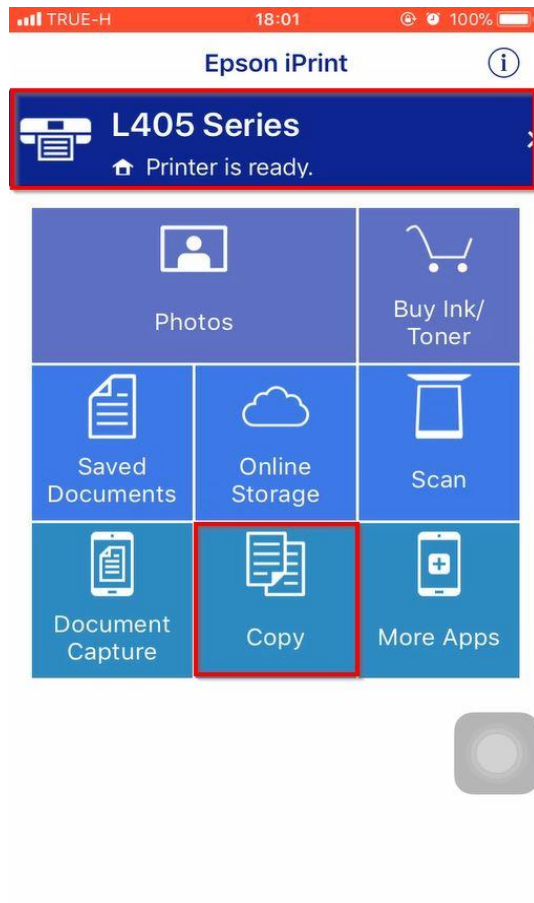 TRUE-H 18:01 100%
Epson iPrint
i
L405 Series
Printer is ready.
Photos
Buy Ink/
Toner
Saved
Documents
Online
Storage
Scan
Document
Capture
Copy
More Apps